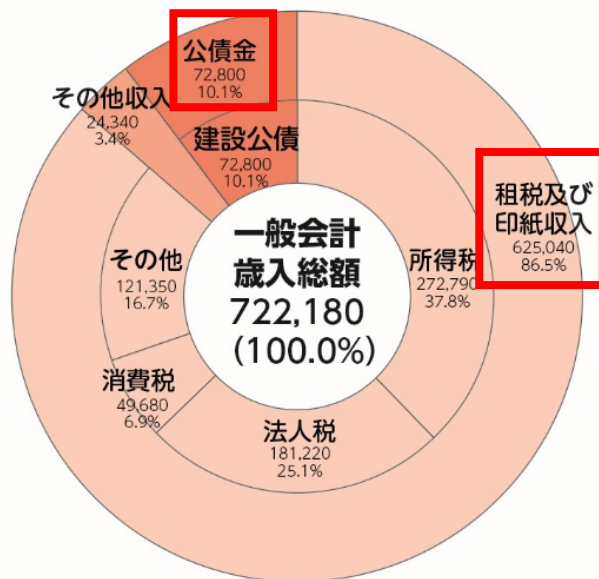 公債金
72,800
10.1%
その他収入
24,340
3.4%
建設公債
72,800
10.1%
租税及び
印紙収入
625,040
86.5%
一般会計
歳入総額
722,180
(100.0%)
その他
121,350
16.7%
所得税
272,790
37.8%
消費税
49,680
6.9%
法人税
181,220
25.1%